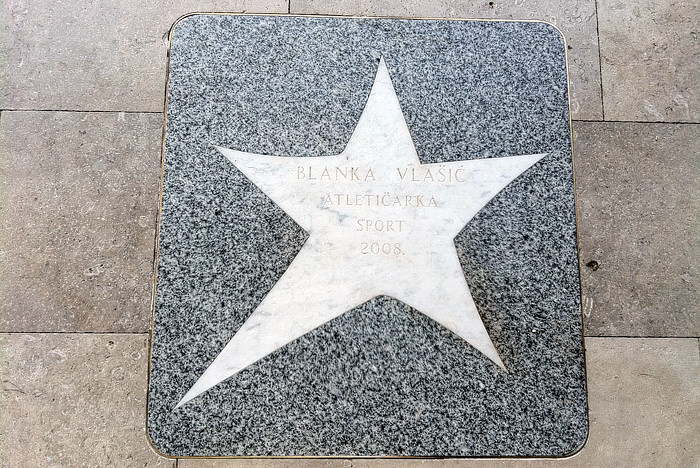 BLANKA VLAŠIĆ
ATLETIČARKA
SPORT
2008.